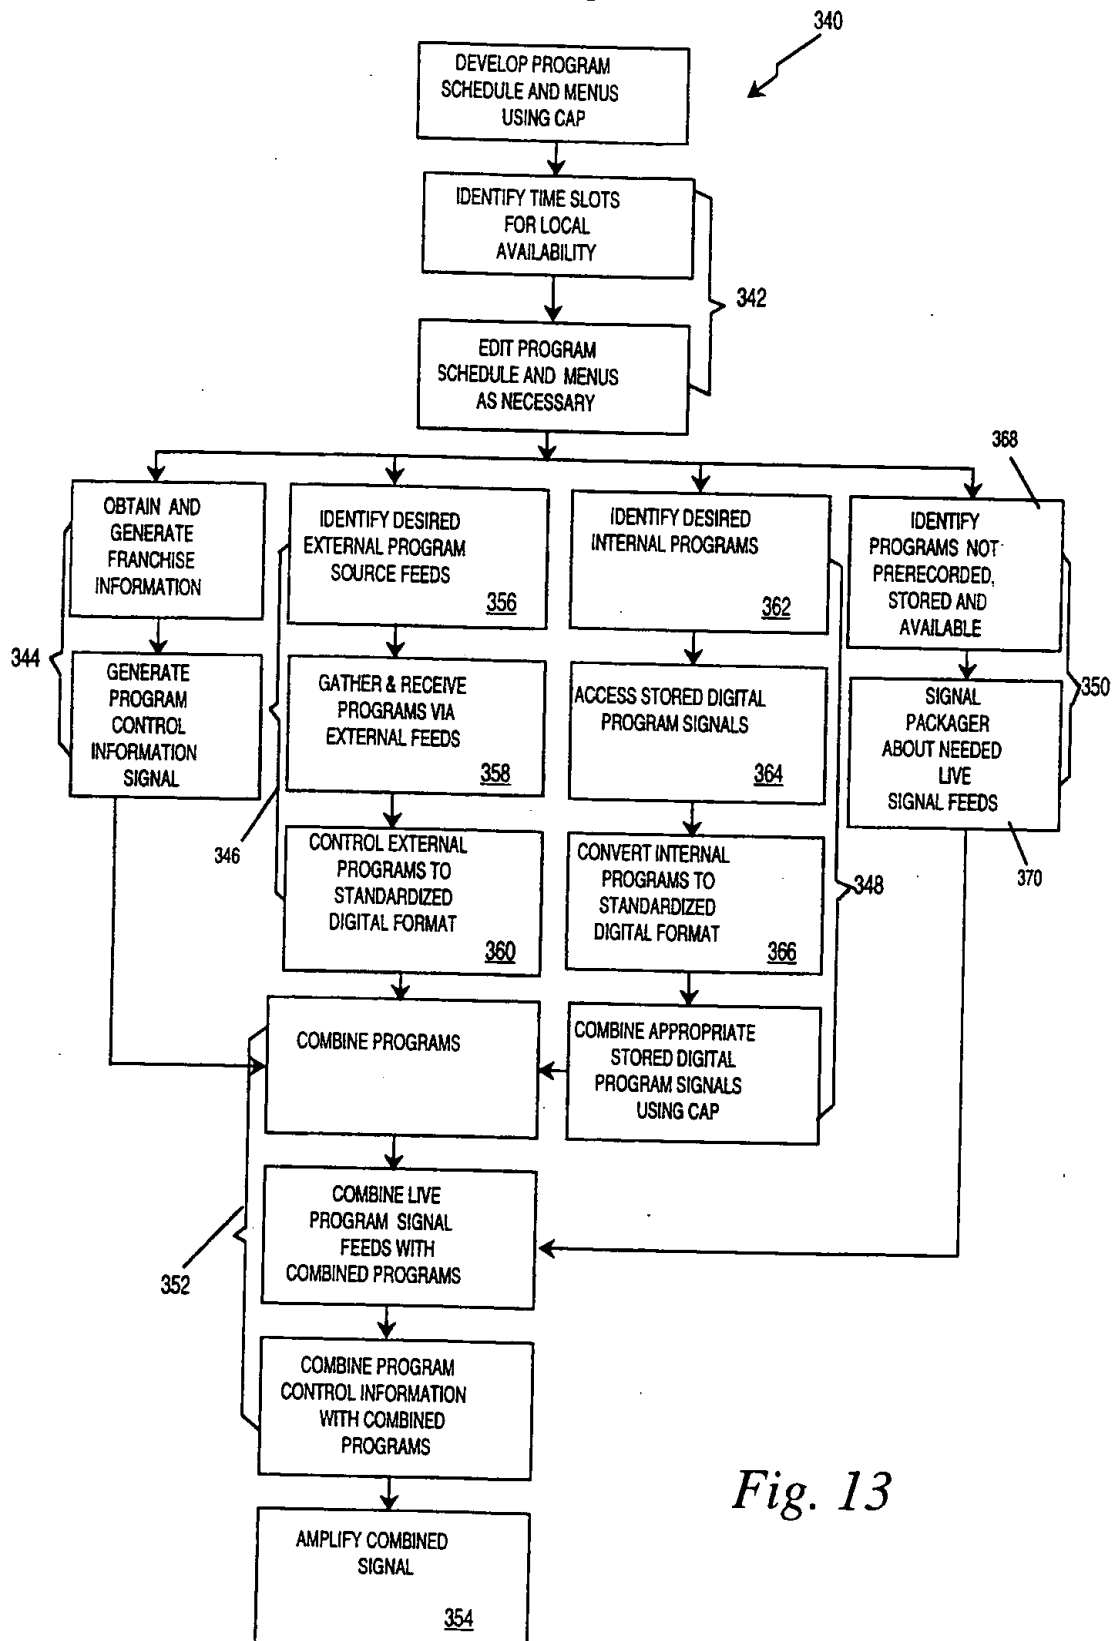 340
DEVELOP PROGRAM
SCHEDULE AND MENUS
USING CAP
IDENTIFY TIME SLOTS
FOR LOCAL
AVAILABILITY
342
EDIT PROGRAM
SCHEDULE AND MENUS
AS NECESSARY
368
OBTAIN AND
GENERATE
FRANCHISE
INFORMATION
IDENTIFY DESIRED
EXTERNAL PROGRAM
SOURCE FEEDS
356
IDENTIFY DESIRED
INTERNAL PROGRAMS
362
IDENTIFY
PROGRAMS NOT
PRERECORDED,
STORED AND
AVAILABLE
344
GENERATE
PROGRAM
CONTROL
INFORMATION
SIGNAL
GATHER & RECEIVE
PROGRAMS VIA
EXTERNAL FEEDS
358
ACCESS STORED DIGITAL
PROGRAM SIGNALS
364
SIGNAL
PACKAGER
ABOUT NEEDED
LIVE
SIGNAL FEEDS
350
346
CONTROL EXTERNAL
PROGRAMS TO
STANDARDIZED
DIGITAL FORMAT
360
CONVERT INTERNAL
PROGRAMS TO
STANDARDIZED
DIGITAL FORMAT
366
348
370
COMBINE PROGRAMS
COMBINE APPROPRIATE
STORED DIGITAL
PROGRAM SIGNALS
USING CAP
COMBINE LIVE
PROGRAM SIGNAL
FEEDS WITH
COMBINED PROGRAMS
352
COMBINE PROGRAM
CONTROL INFORMATION
WITH COMBINED
PROGRAMS
AMPLIFY COMBINED
SIGNAL
354
Fig. 13